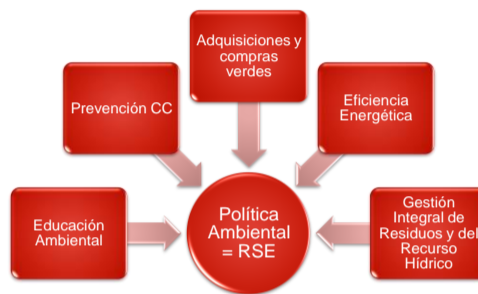 Adquisiciones y
compras
verdes
Prevención CC
Eficiencia
Energética
Educación
Ambiental
Política
Ambiental
= RSE
Gestión
Integral de
Residuos y del
Recurso
Hídrico